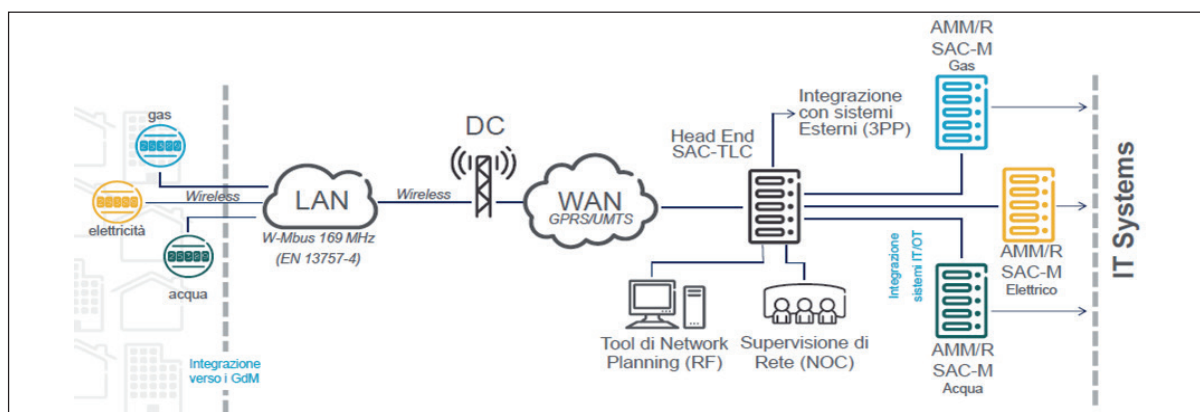 gas
Wireless
elettricità
acqua
Integrazione
verso i GdM
LAN
W-Mbus 169 MHz
(EN 13757-4)
Wireless
DC
WAN
GPRS/UMTS
Head End
SAC-TLC
Integrazione
con sistemi
Esterni (3PP)
Tool di Network
Planning (RF)
Supervisione di
Rete (NOC)
Integrazione
sistemi IT/OT
AMM/R
SAC-M
Gas
AMM/R
SAC-M
Elettrico
AMM/R
SAC-M
Acqua
IT Systems